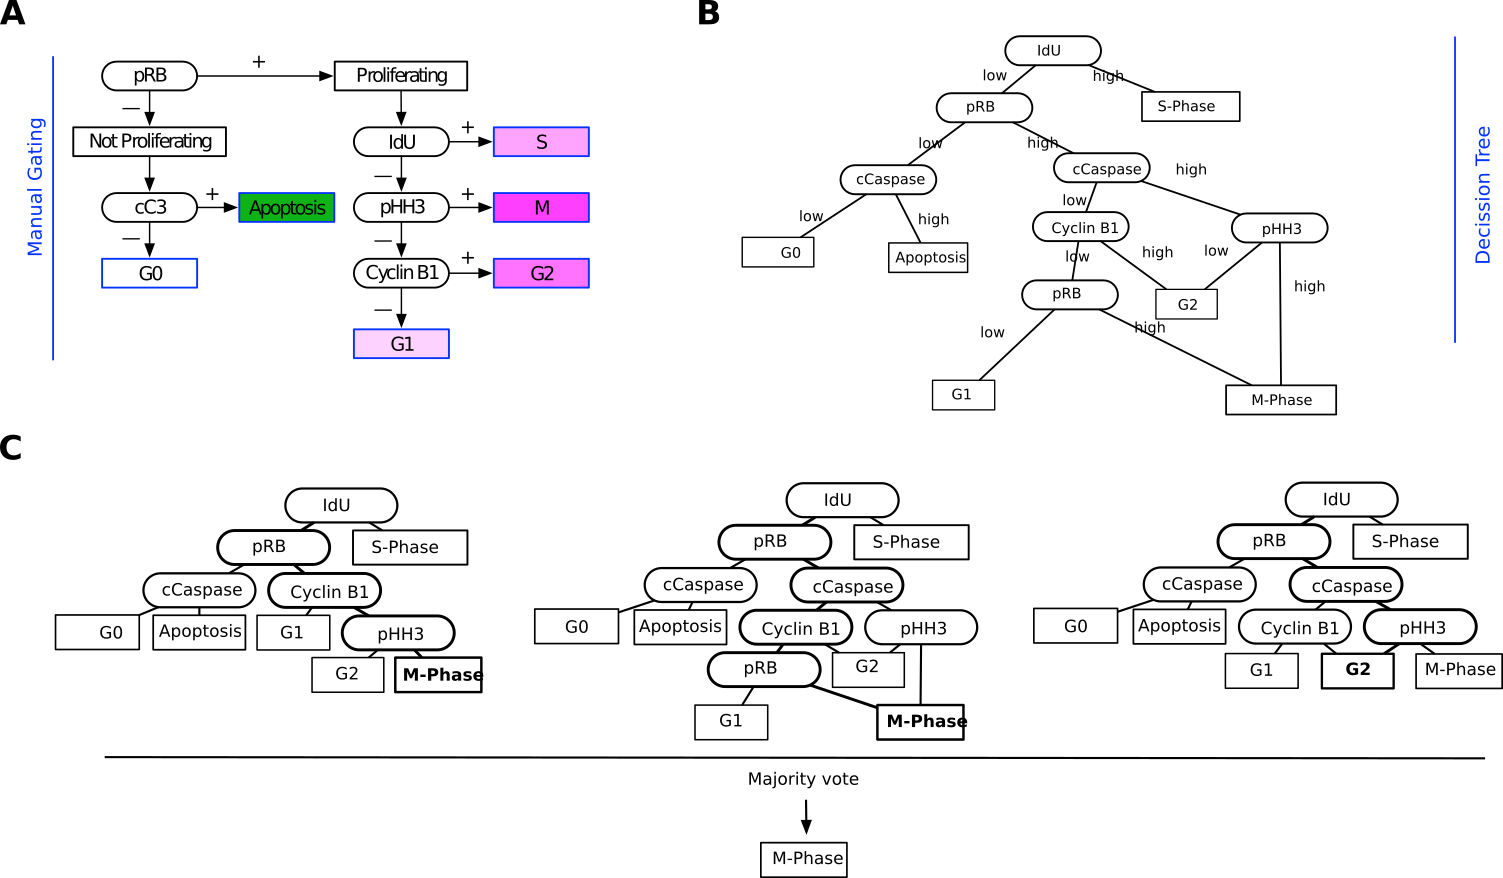 A
Manual Gating
pRB
+
Proliferating
—
Not Proliferating
IdU
+
S
—
cC3
+
Apoptosis
pHH3
+
M
—
—
G0
Cyclin B1
+
G2
—
G1
B
Decission Tree
IdU
low
high
pRB
S-Phase
low
high
cCaspase
cCaspase
high
low
high
low
Cyclin B1
pHH3
G0
Apoptosis
low
high
low
pRB
G2
high
low
high
G1
M-Phase
C
IdU
pRB
S-Phase
cCaspase
Cyclin B1
G0
Apoptosis
G1
pHH3
G2
M-Phase
IdU
pRB
S-Phase
cCaspase
cCaspase
G0
Apoptosis
Cyclin B1
pHH3
pRB
G2
G1
M-Phase
IdU
pRB
S-Phase
cCaspase
cCaspase
G0
Apoptosis
Cyclin B1
pHH3
G1
G2
M-Phase
Majority vote
M-Phase